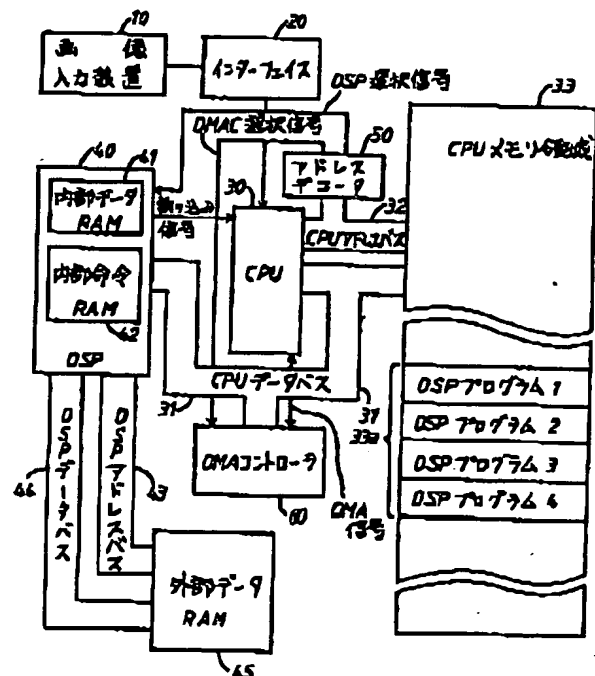 10
画像
入力装置
20
インターフェイス
DSP選択信号
DMAC選択信号
33
CPUメモリ領域
40
41
内部データ
RAM
内部命令
RAM
42
DSP
割り込み
信号
30
CPU
50
アドレス
デコーダ
32
CPUアドレスバス
CPUデータバス
31
31
DMAコントローラ
60
DMA
信号
33a
DSPプログラム1
DSPプログラム2
DSPプログラム3
DSPプログラム4
46
DSPデータバス
DSPアドレスバス
43
外部データ
RAM
45